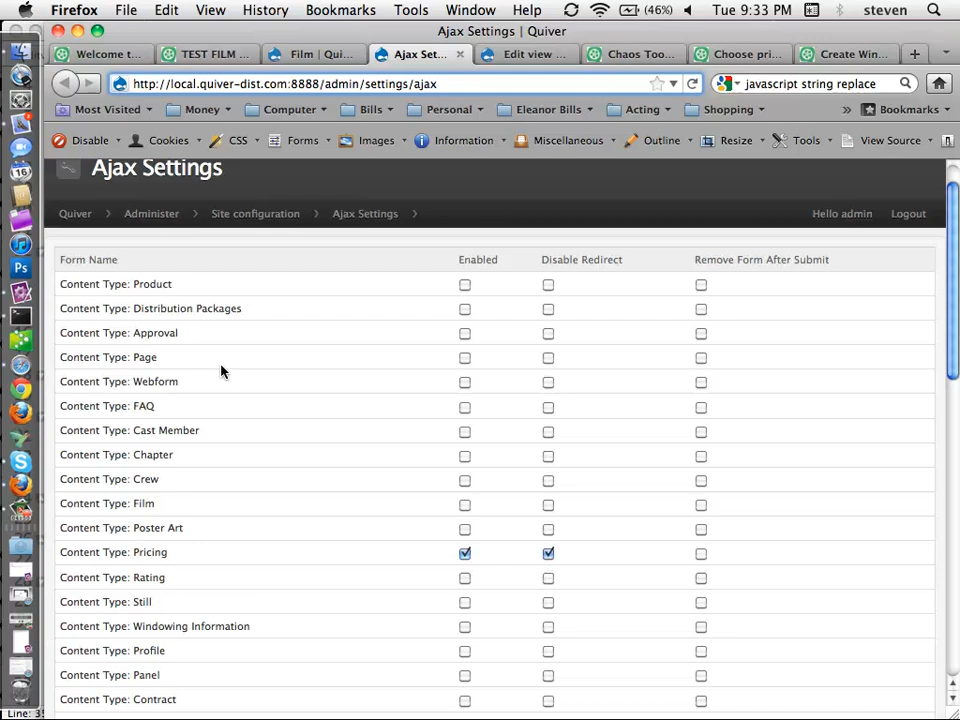 Firefox File Edit View History Bookmarks Tools Window Help (46%) Tue 9:33 PM steven
Ajax Settings | Quiver
Welcome t... TEST FILM ... Film | Qui... Ajax Set... Edit view ... Chaos Too... Choose pri... Create Win...
http://local.quiver-dist.com:8888/admin/settings/ajax javascript string replace
Most Visited Money Computer Bills Personal Eleanor Bills Acting Shopping » Bookmarks
Disable Cookies CSS Forms Images Information Miscellaneous Outline Resize Tools View Source
Ajax Settings
Quiver Administer Site configuration Ajax Settings Hello admin Logout
Form Name Enabled Disable Redirect Remove Form After Submit
Content Type: Product
Content Type: Distribution Packages
Content Type: Approval
Content Type: Page
Content Type: Webform
Content Type: FAQ
Content Type: Cast Member
Content Type: Chapter
Content Type: Crew
Content Type: Film
Content Type: Poster Art
Content Type: Pricing
Content Type: Rating
Content Type: Still
Content Type: Windowing Information
Content Type: Profile
Content Type: Panel
Content Type: Contract